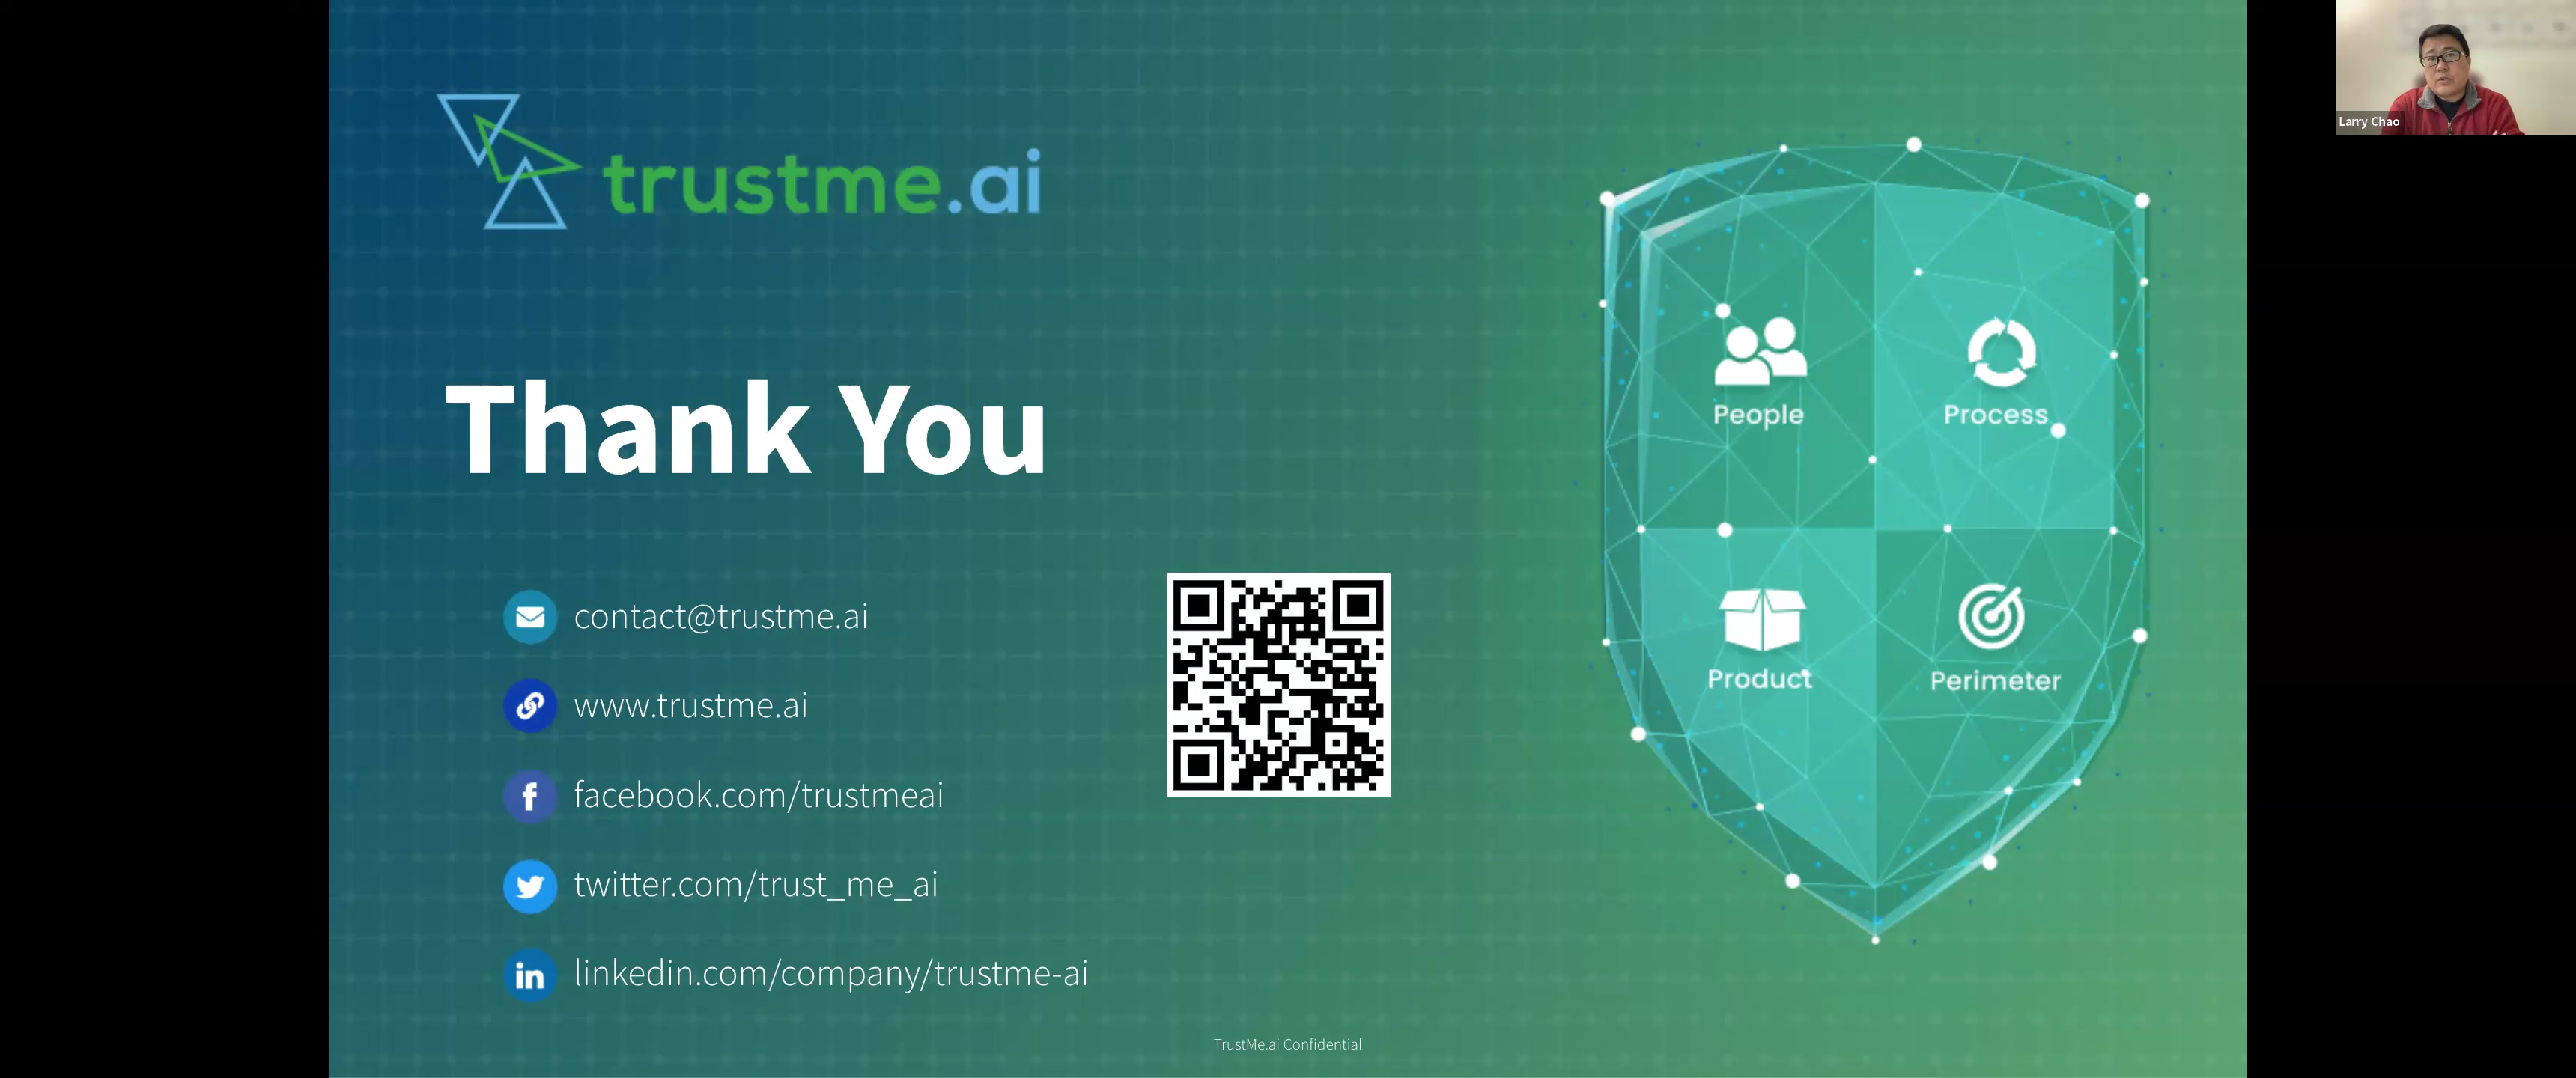 trustme.ai
Thank You
contact@trustme.ai
www.trustme.ai
facebook.com/trustmeai
twitter.com/trust_me_ai
linkedin.com/company/trustme-ai
People
Process
Product
Perimeter
TrustMe.ai Confidential
Larry Chao